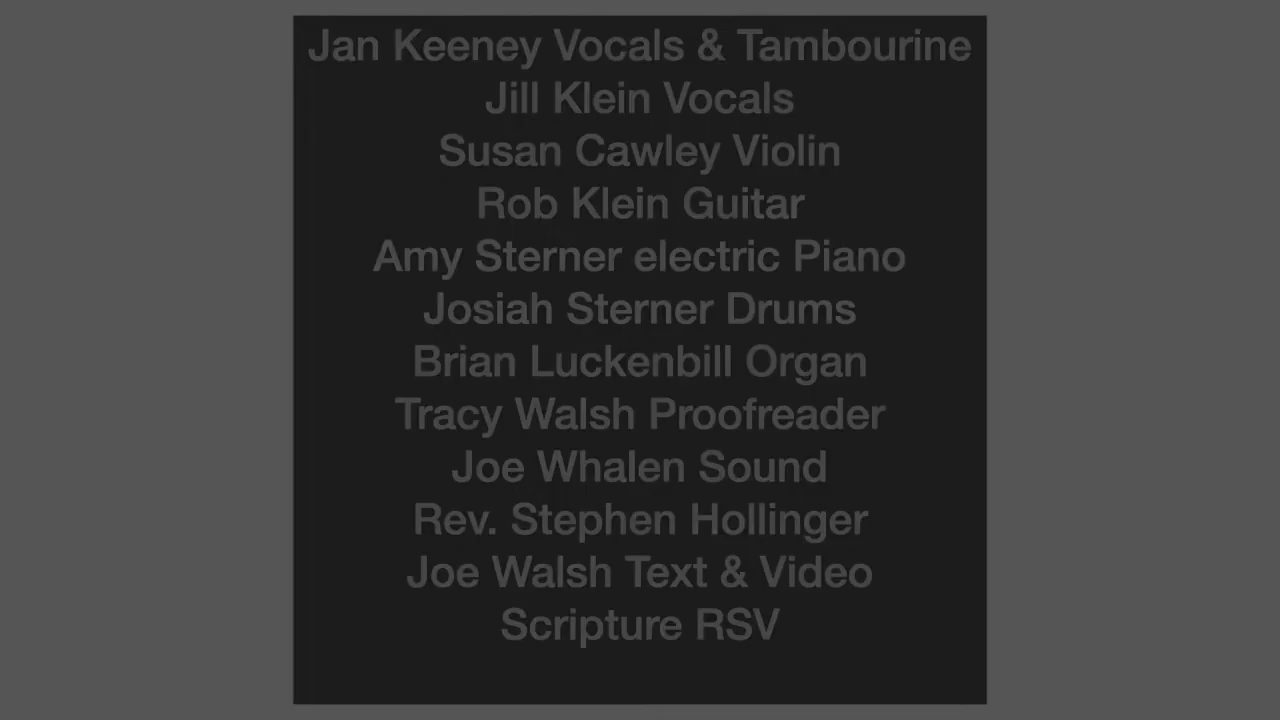 Jan Keeney Vocals & Tambourine
Jill Klein Vocals
Susan Cawley Violin
Rob Klein Guitar
Amy Sterner electric Piano
Josiah Sterner Drums
Brian Luckenbill Organ
Tracy Walsh Proofreader
Joe Whalen Sound
Rev. Stephen Hollinger
Joe Walsh Text & Video
Scripture RSV